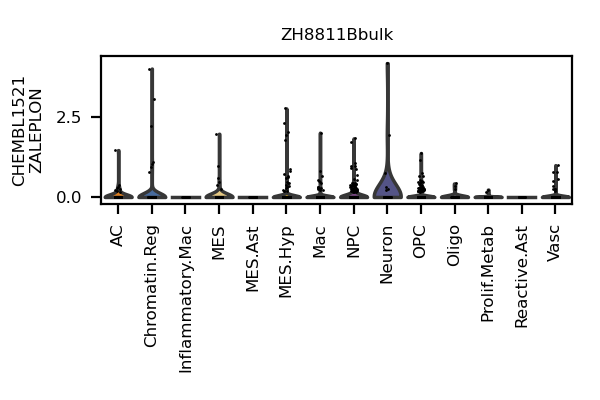 ZH8811Bbulk
CHEMBL1521
ZALEPLON
2.5
0.0
AC
Chromatin.Reg
Inflammatory.Mac
MES
MES.Ast
MES.Hyp
Mac
NPC
Neuron
OPC
Oligo
Prolif.Metab
Reactive.Ast
Vasc